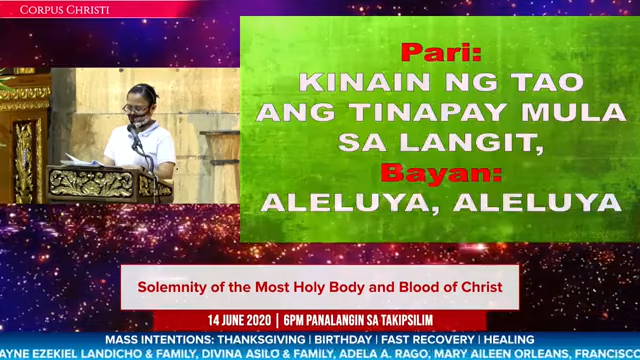 CORPUS CHRISTI
Pari:
KINAIN NG TAO
ANG TINAPAY MULA
SA LANGIT,
Bayan:
ALELUYA, ALELUYA
Solemnity of the Most Holy Body and Blood of Christ
14 JUNE 2020 | 6PM PANALANGIN SA TAKIPSILIM
MASS INTENTIONS: THANKSGIVING | BIRTHDAY | FAST RECOVERY | HEALING
AYNE EZEKIEL LANDICHO & FAMILY, DIVINA ASILO & FAMILY, ADELA A. RAGO, MARY AILEEN ORLEANS, FRANCISCO